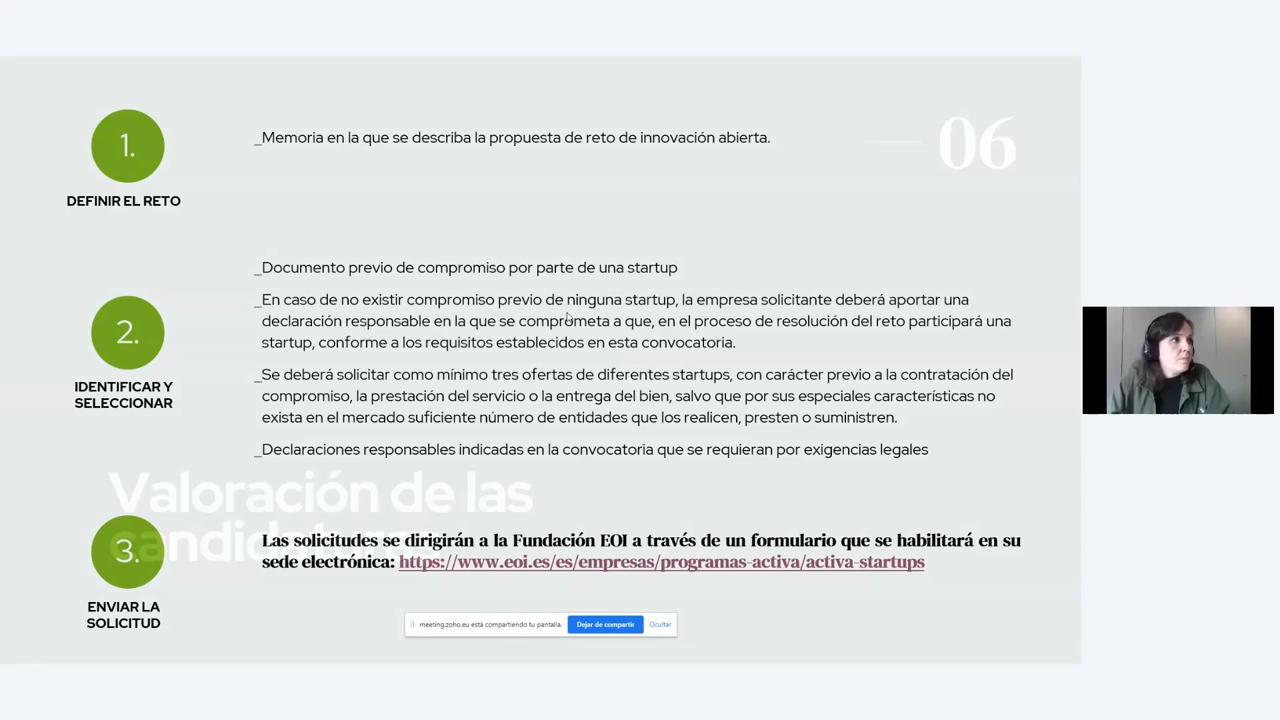 1.
DEFINIR EL RETO
_Memoria en la que se describa la propuesta de reto de innovación abierta.
06
2.
IDENTIFICAR Y
SELECCIONAR
_Documento previo de compromiso por parte de una startup
_En caso de no existir compromiso previo de ninguna startup, la empresa solicitante deberá aportar una
declaración responsable en la que se comprometa a que, en el proceso de resolución del reto participará una
startup, conforme a los requisitos establecidos en esta convocatoria.
_Se deberá solicitar como mínimo tres ofertas de diferentes startups, con carácter previo a la contratación del
compromiso, la prestación del servicio o la entrega del bien, salvo que por sus especiales características no
exista en el mercado suficiente número de entidades que los realicen, presten o suministren.
_Declaraciones responsables indicadas en la convocatoria que se requieran por exigencias legales
Valoración de las
candidaturas
3.
ENVIAR LA
SOLICITUD
Las solicitudes se dirigirán a la Fundación EOI a través de un formulario que se habilitará en su
sede electrónica: https://www.eoi.es/es/empresas/programas-activa/activa-startups
meeting.zoho.eu está compartiendo tu pantalla. Dejar de compartir Ocultar